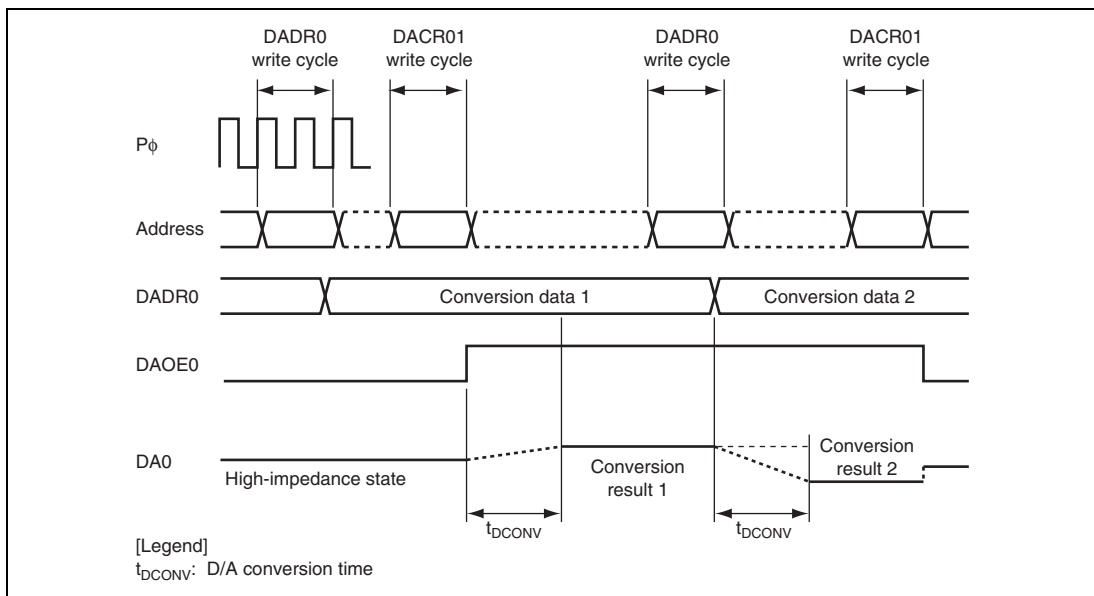 DADR0
write cycle
DACR01
write cycle
DADR0
write cycle
DACR01
write cycle
Pϕ
Address
DADR0
Conversion data 1
Conversion data 2
DAOE0
DA0
High-impedance state
Conversion
result 1
Conversion
result 2
tDCONV
tDCONV
[Legend]
tDCONV: D/A conversion time